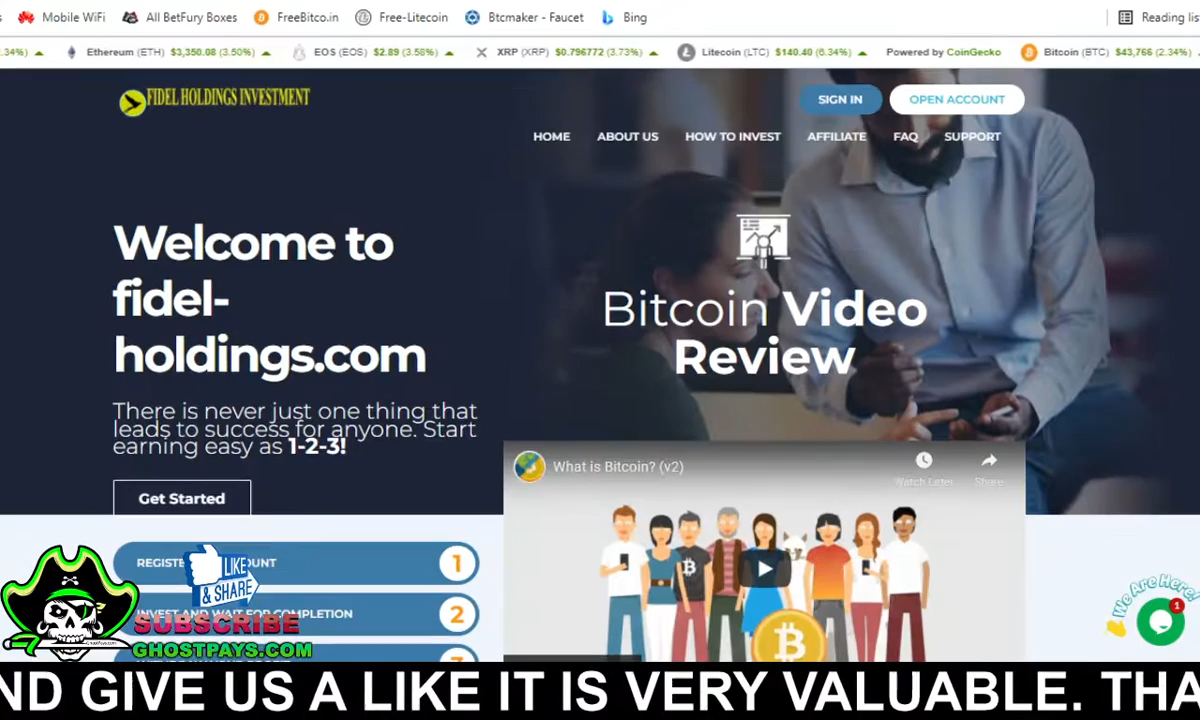 Mobile WiFi All BetFury Boxes FreeBitco.in Free-Litecoin Btcmaker - Faucet Bing Reading lis
.34%) Ethereum (ETH) $3,350.08 (3.50%) EOS (EOS) $2.89 (3.58%) XRP (XRP) $0.796772 (3.73%) Litecoin (LTC) $140.40 (6.34%) Powered by CoinGecko Bitcoin (BTC) $43,766 (2.34%)
FIDEL HOLDINGS INVESTMENT
SIGN IN OPEN ACCOUNT
HOME ABOUT US HOW TO INVEST AFFILIATE FAQ SUPPORT
Welcome to
fidel-
holdings.com
There is never just one thing that
leads to success for anyone. Start
earning easy as 1-2-3!
Get Started
Bitcoin Video
Review
What is Bitcoin? (v2)
Watch Later Share
REGISTE OUNT
1
LIKE
& SHARE
INVEST AND WAIT FOR COMPLETION
2
SUBSCRIBE
GHOSTPAYS.COM
We Are Here!
1
ND GIVE US A LIKE IT IS VERY VALUABLE. THA